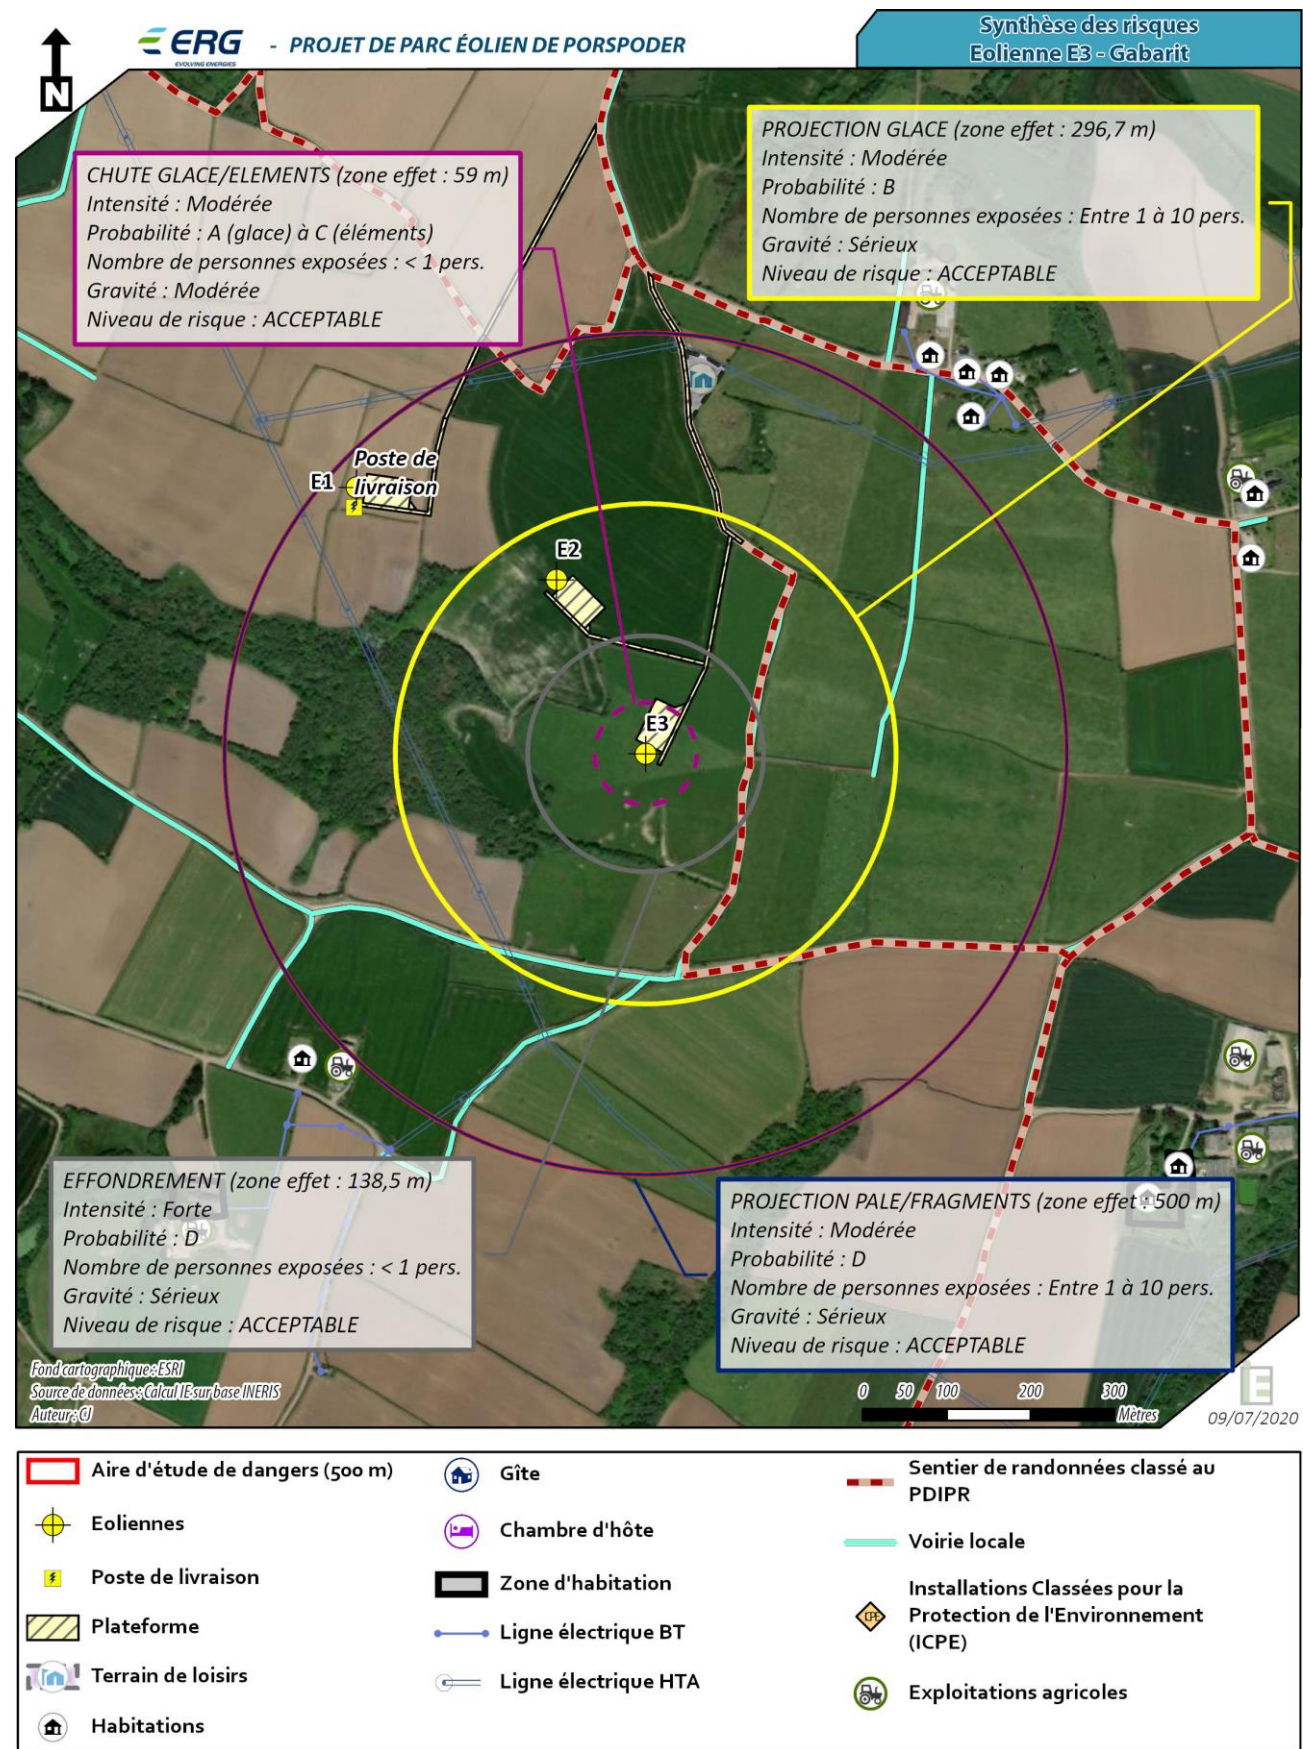 N
ERG
EVOLVING ENERGIES
- PROJET DE PARC ÉOLIEN DE PORSPODER
Synthèse des risques
Eolienne E3 - Gabarit
CHUTE GLACE/ELEMENTS (zone effet : 59 m)
Intensité : Modérée
Probabilité : A (glace) à C (éléments)
Nombre de personnes exposées : < 1 pers.
Gravité : Modérée
Niveau de risque : ACCEPTABLE
PROJECTION GLACE (zone effet : 296,7 m)
Intensité : Modérée
Probabilité : B
Nombre de personnes exposées : Entre 1 à 10 pers.
Gravité : Sérieux
Niveau de risque : ACCEPTABLE
Poste de
livraison
E1
E2
E3
EFFONDREMENT (zone effet : 138,5 m)
Intensité : Forte
Probabilité : D
Nombre de personnes exposées : < 1 pers.
Gravité : Sérieux
Niveau de risque : ACCEPTABLE
PROJECTION PALE/FRAGMENTS (zone effet : 500 m)
Intensité : Modérée
Probabilité : D
Nombre de personnes exposées : Entre 1 à 10 pers.
Gravité : Sérieux
Niveau de risque : ACCEPTABLE
Fond cartographique : ESRI
Source de données : Calcul IE sur base INERIS
Auteur : CJ
0 50 100 200 300
Mètres
IE
09/07/2020
Aire d'étude de dangers (500 m)
Eoliennes
Poste de livraison
Plateforme
Terrain de loisirs
Habitations
Gîte
Chambre d'hôte
Zone d'habitation
Ligne électrique BT
Ligne électrique HTA
Sentier de randonnées classé au
PDIPR
Voirie locale
Installations Classées pour la
Protection de l'Environnement
(ICPE)
Exploitations agricoles